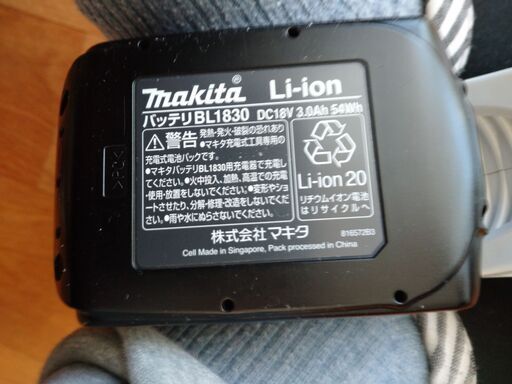 makita® Li-ion
バッテリBL1830 DC18V 3.0Ah 54Wh
警告 発熱・発火・破裂の恐れあり
●マキタ充電式工具専用の
充電式電池パックです。
●マキタバッテリBL1830用充電器で充電し
てください。●火中投入、加熱、高温での充電
・使用・放置をしないでください。●変形やショ
ートさせたり、分解・修理・改造をしないでくだ
さい。●雨や水にぬらさないでください。
Li-ion 20
リチウムイオン電池
はリサイクルへ
株式会社マキタ
816572B3
Cell Made in Singapore, Pack processed in China